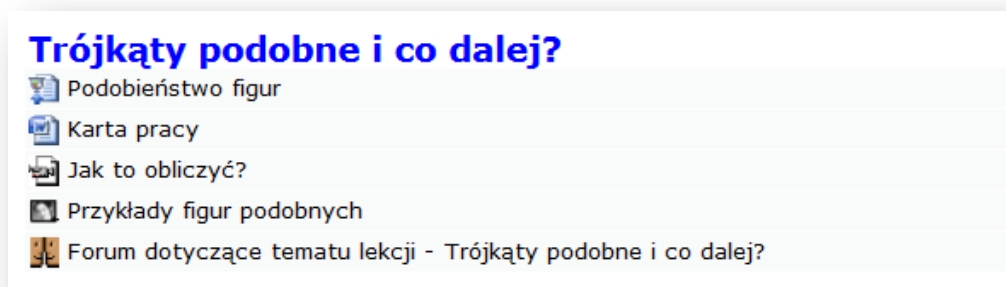 Trójkąty podobne i co dalej?
Podobieństwo figur
Karta pracy
Jak to obliczyć?
Przykłady figur podobnych
Forum dotyczące tematu lekcji - Trójkąty podobne i co dalej?